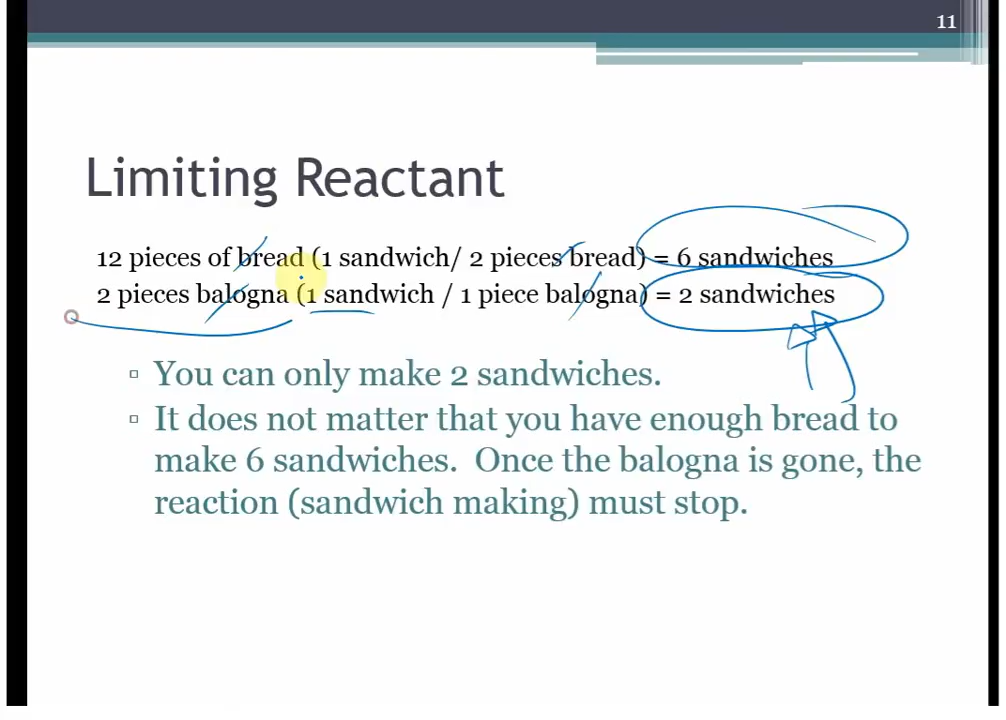 11
Limiting Reactant
12 pieces of bread (1 sandwich/ 2 pieces bread) = 6 sandwiches
2 pieces balogna (1 sandwich / 1 piece balogna) = 2 sandwiches
▫ You can only make 2 sandwiches.
▫ It does not matter that you have enough bread to
make 6 sandwiches.  Once the balogna is gone, the
reaction (sandwich making) must stop.